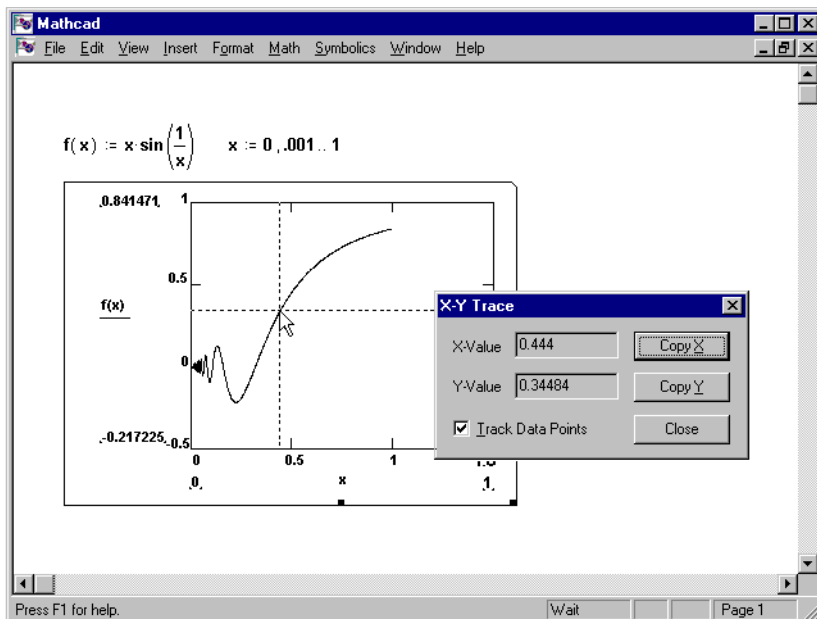 Mathcad
File Edit View Insert Format Math Symbolics Window Help
f(x) := x·sin(1/x) x := 0 , .001 .. 1
0.841471 1
0.5
f(x)
0
-0.217225 -0.5
0 0.5 1
0 x 1
X-Y Trace
X-Value 0.444 Copy X
Y-Value 0.34484 Copy Y
Track Data Points Close
Press F1 for help. Wait Page 1